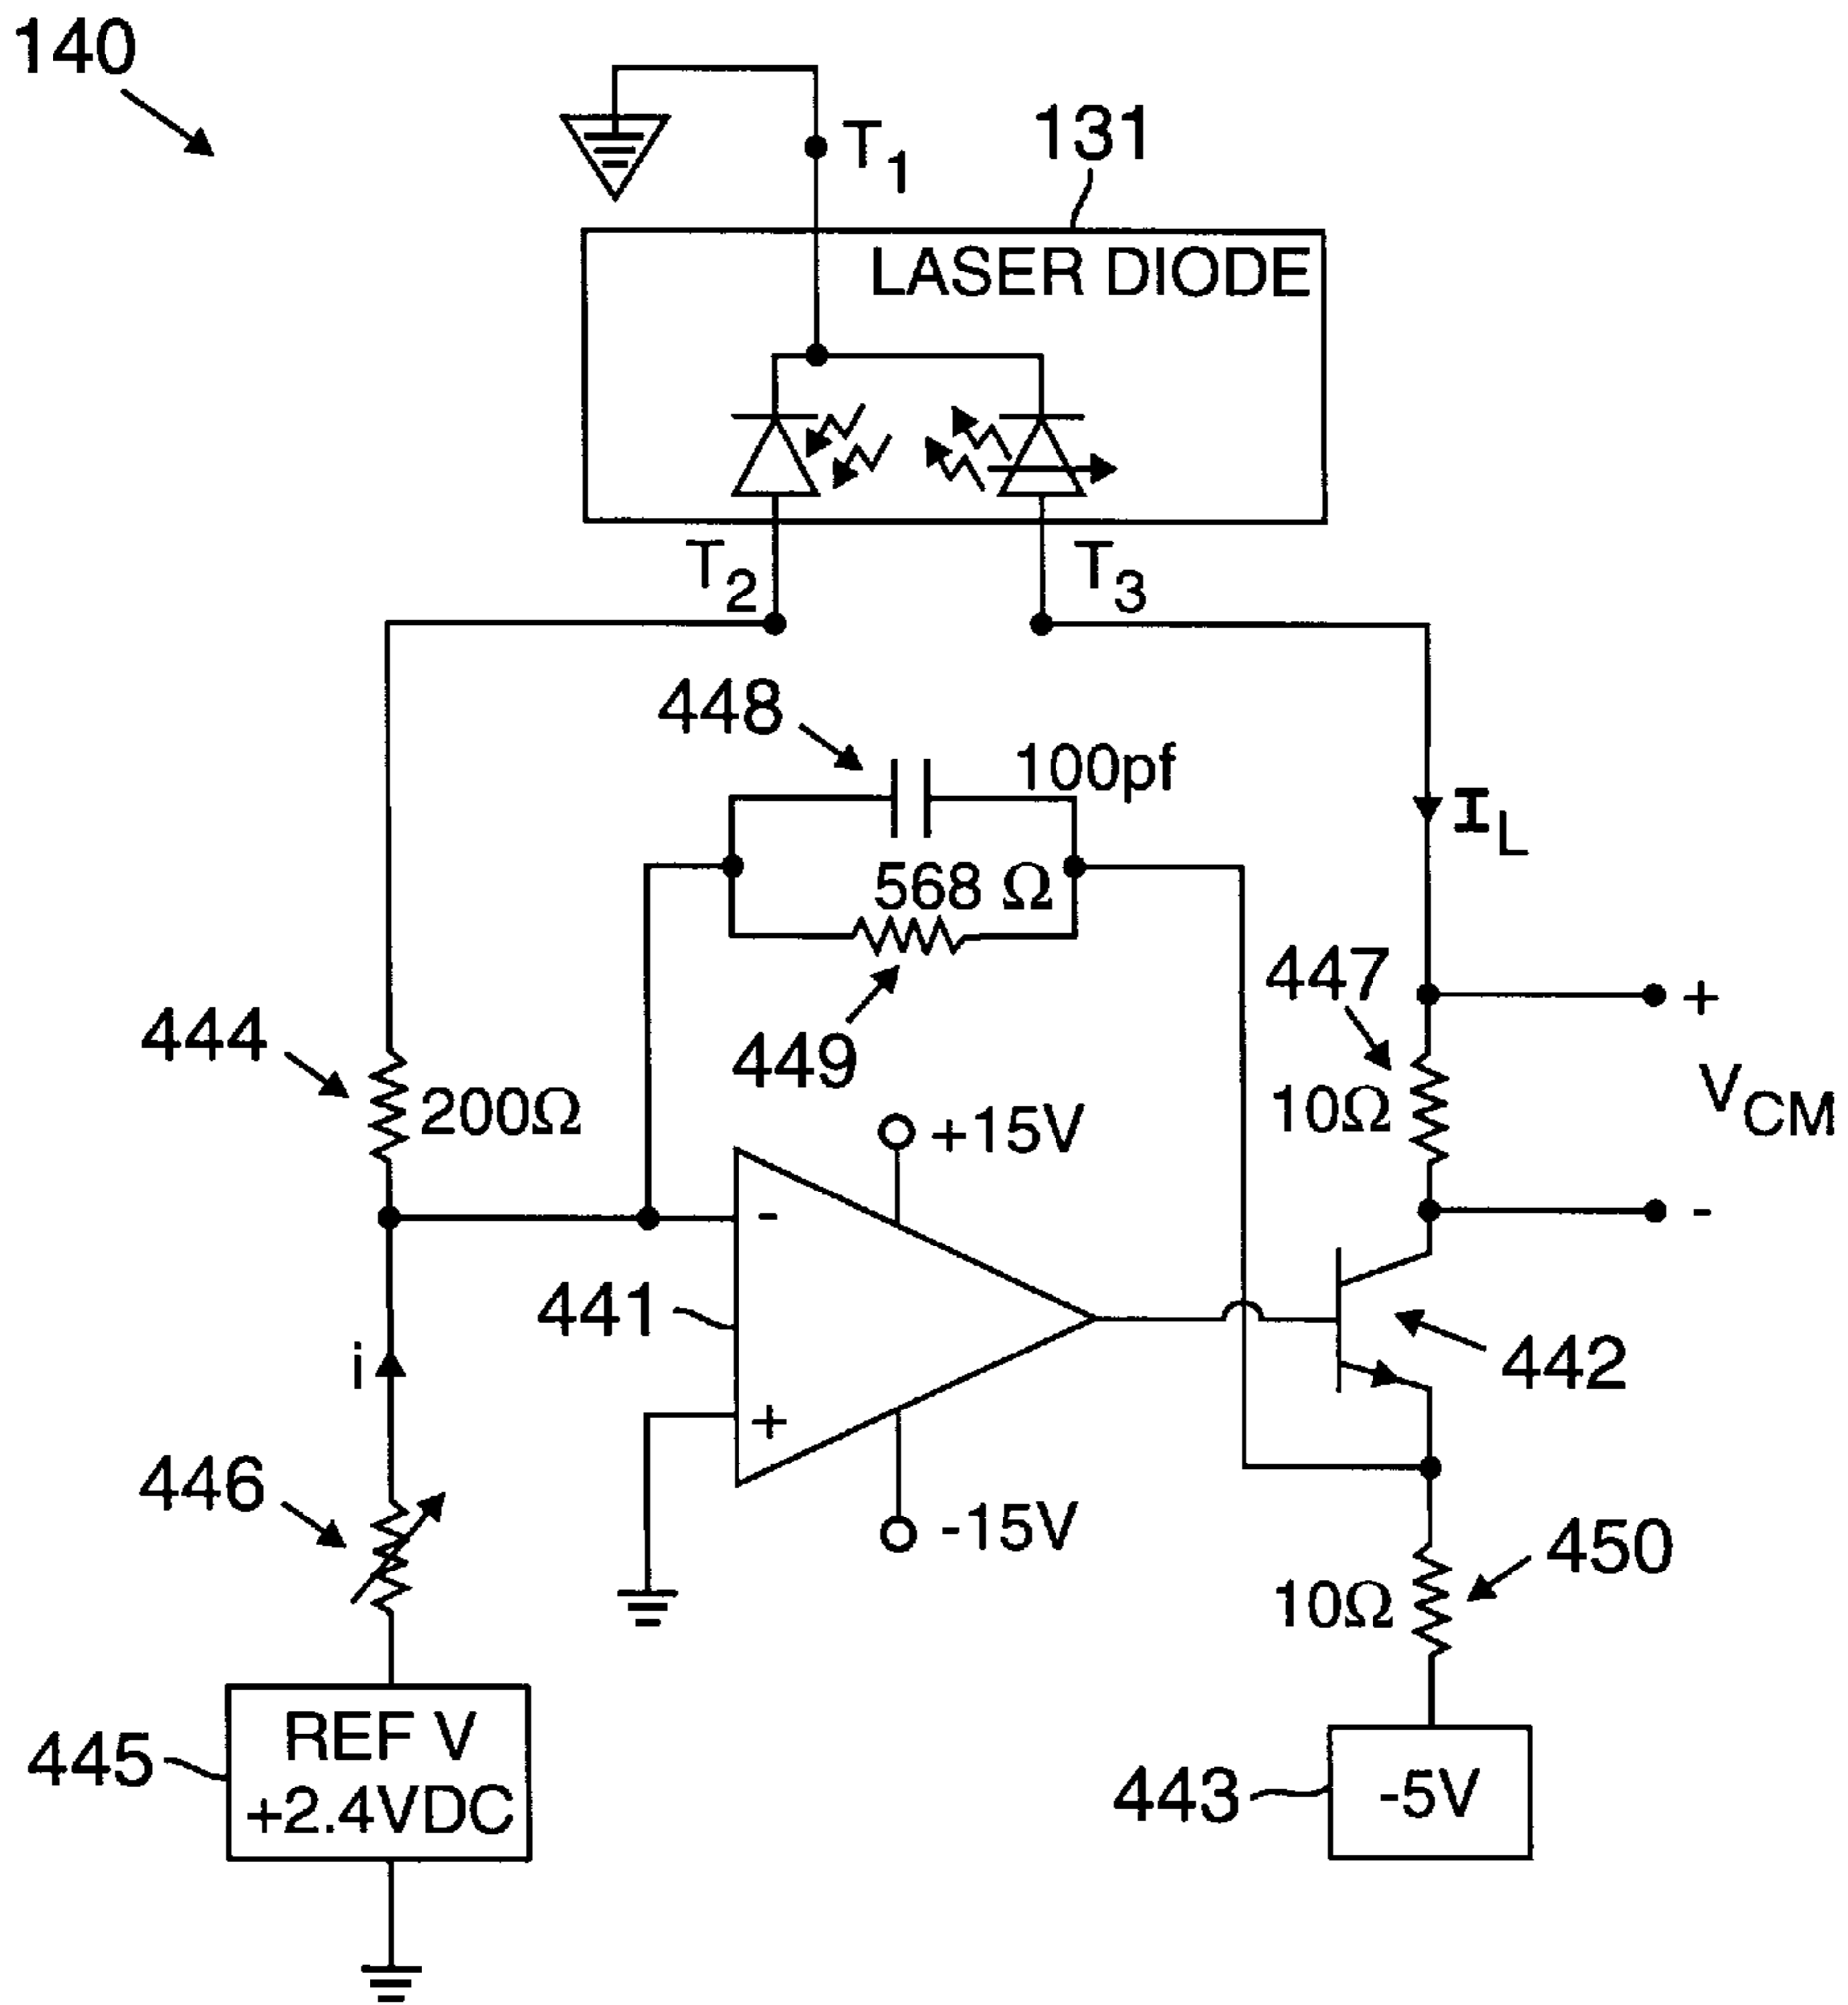 140
T1
131
LASER DIODE
T2
T3
448
100pf
IL
568 Ω
447
+
444
449
200Ω
10Ω
VCM
+15V
-
-
441
442
i
+
446
-15V
450
10Ω
REF V
445
+2.4VDC
443
-5V